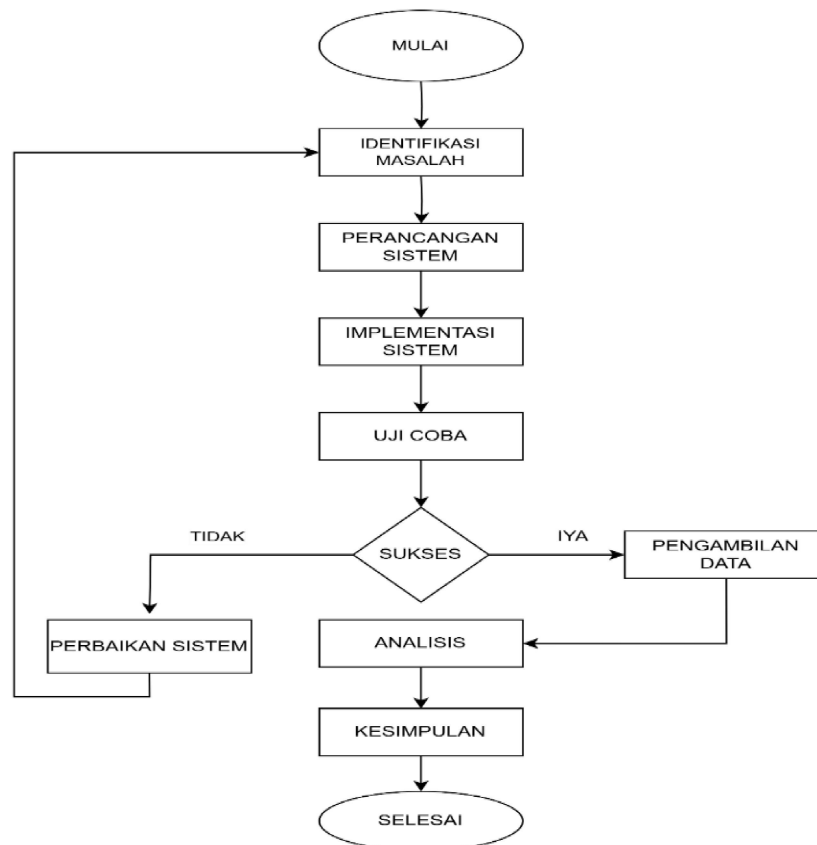 MULAI
IDENTIFIKASI
MASALAH
PERANCANGAN
SISTEM
IMPLEMENTASI
SISTEM
UJI COBA
TIDAK
SUKSES
IYA
PENGAMBILAN
DATA
PERBAIKAN SISTEM
ANALISIS
KESIMPULAN
SELESAI